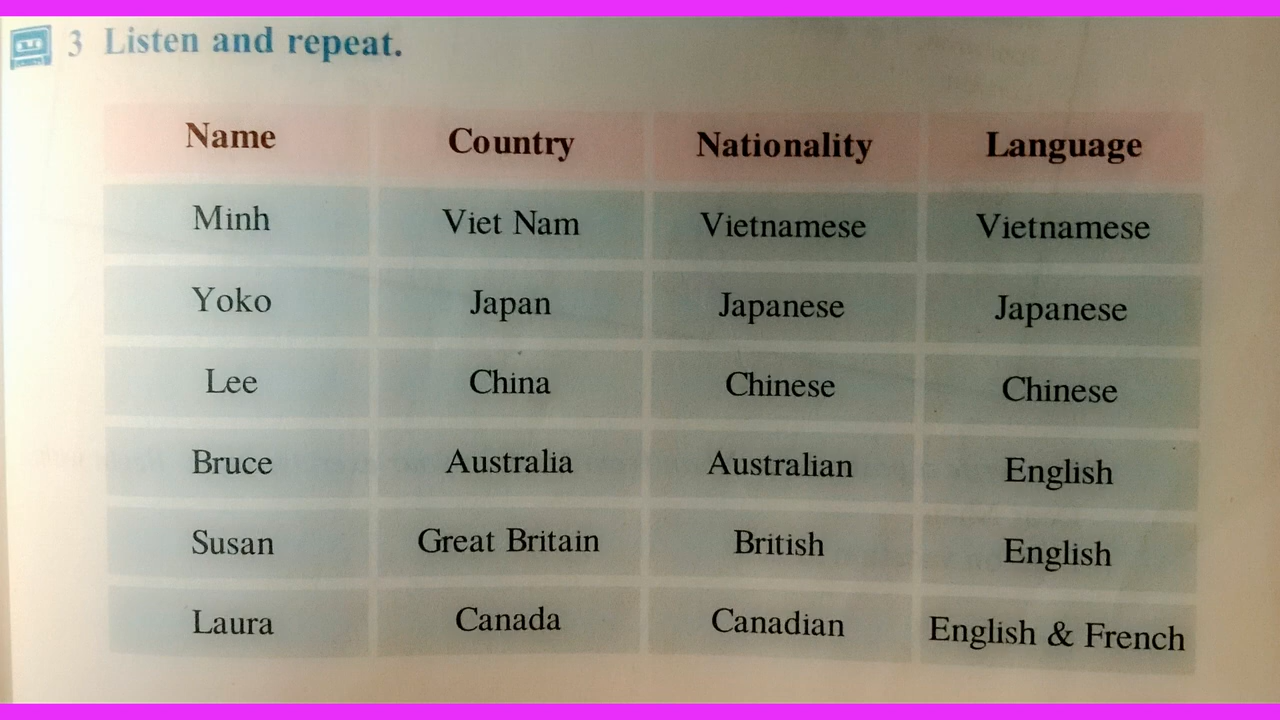 3 Listen and repeat.
Name Country Nationality Language
Minh Viet Nam Vietnamese Vietnamese
Yoko Japan Japanese Japanese
Lee China Chinese Chinese
Bruce Australia Australian English
Susan Great Britain British English
Laura Canada Canadian English & French